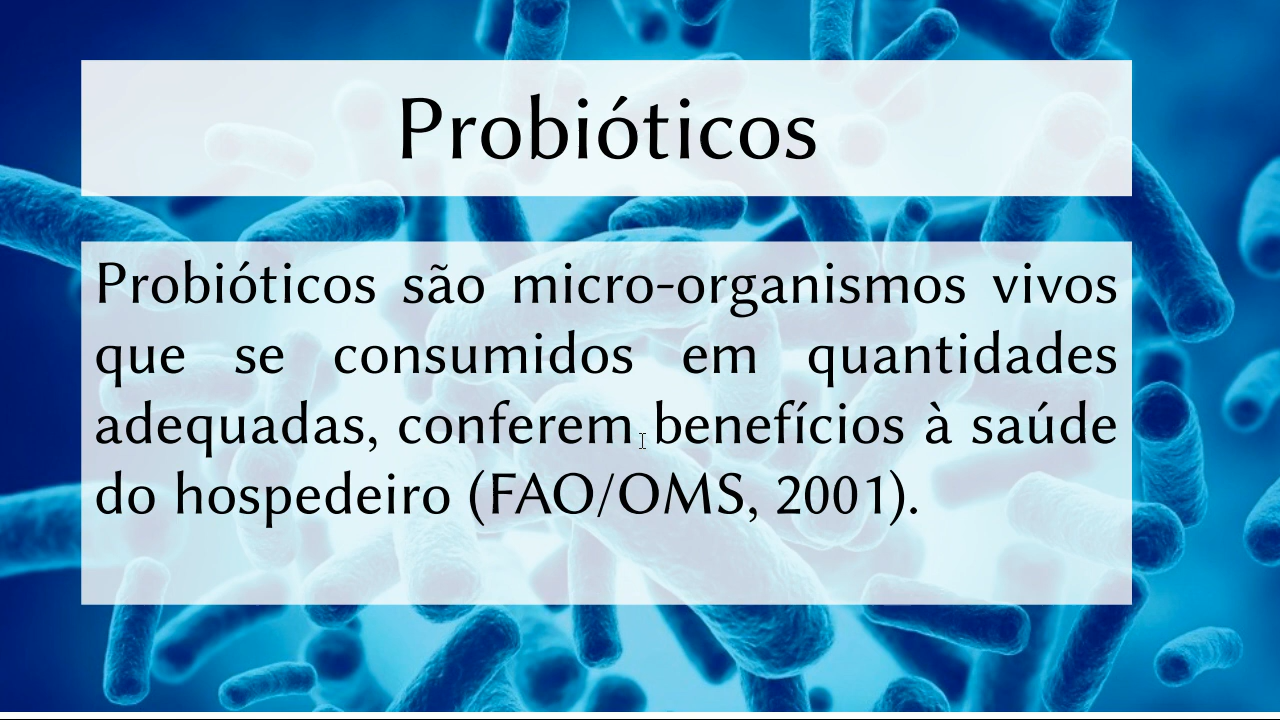 Probióticos
Probióticos são micro-organismos vivos
que se consumidos em quantidades
adequadas, conferem benefícios à saúde
do hospedeiro (FAO/OMS, 2001).